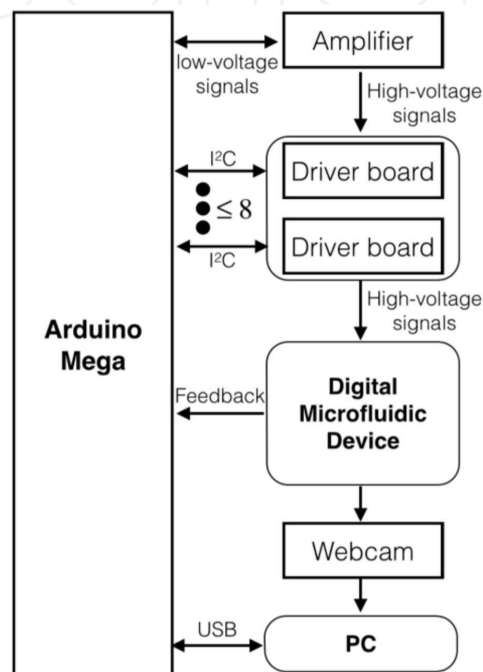 Amplifier
low-voltage
signals
High-voltage
signals
I²C
Driver board
≤ 8
Driver board
I²C
High-voltage
signals
Arduino
Mega
Feedback
Digital
Microfluidic
Device
Webcam
USB
PC